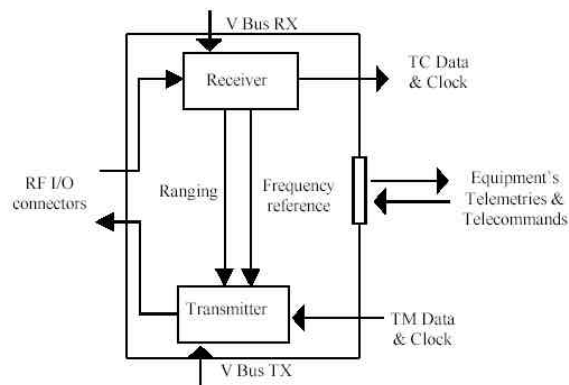 V Bus RX
Receiver
TC Data
& Clock
RF I/O
connectors
Ranging
Frequency
reference
Equipment's
Telemetries &
Telecommands
Transmitter
TM Data
& Clock
V Bus TX